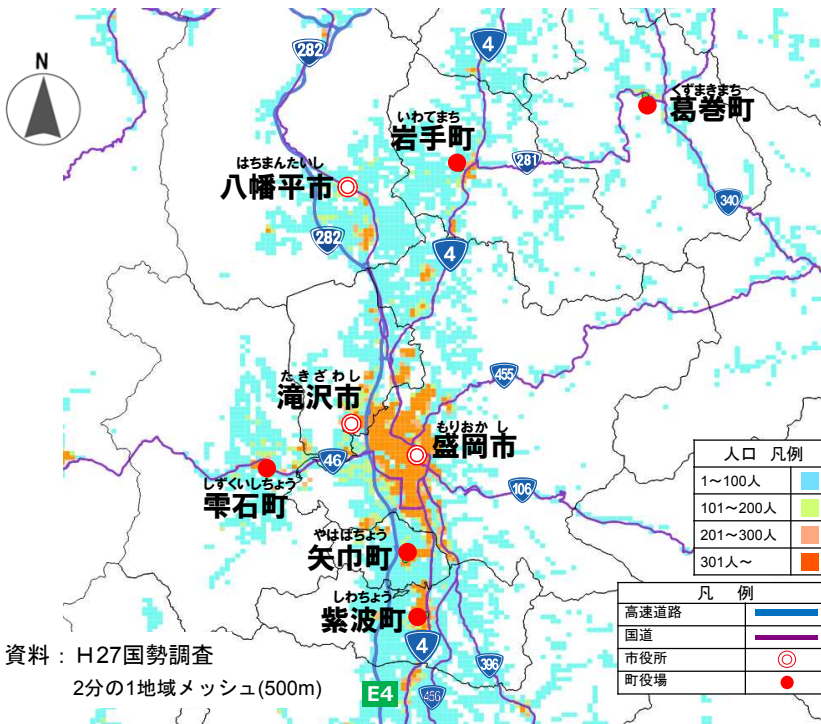 282
4
N
くずまきまち
葛巻町
いわてまち
岩手町
281
はちまんたいし
八幡平市
340
282
4
455
たきざわし
滝沢市
もりおかし
盛岡市
46
106
しずくいしちょう
雫石町
やはばちょう
矢巾町
しわちょう
紫波町
4
396
E4
456
人口 凡例
1~100人
101~200人
201~300人
301人~
凡 例
高速道路
国道
市役所
町役場
資料:H27国勢調査
2分の1地域メッシュ(500m)